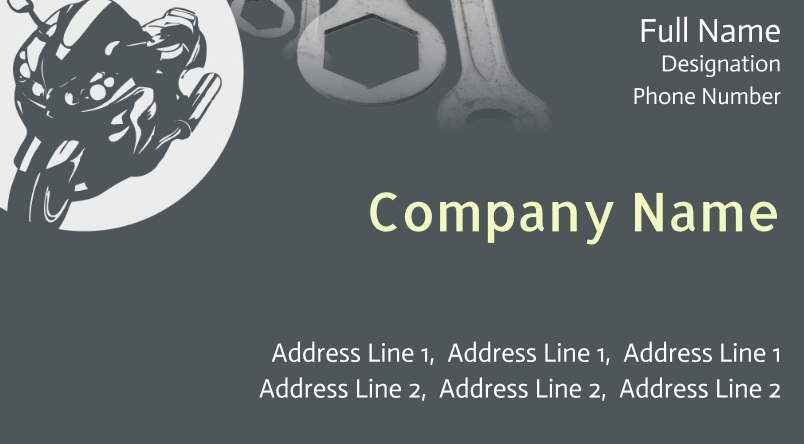 Full Name
Designation
Phone Number
Company Name
Address Line 1, Address Line 1, Address Line 1
Address Line 2, Address Line 2, Address Line 2